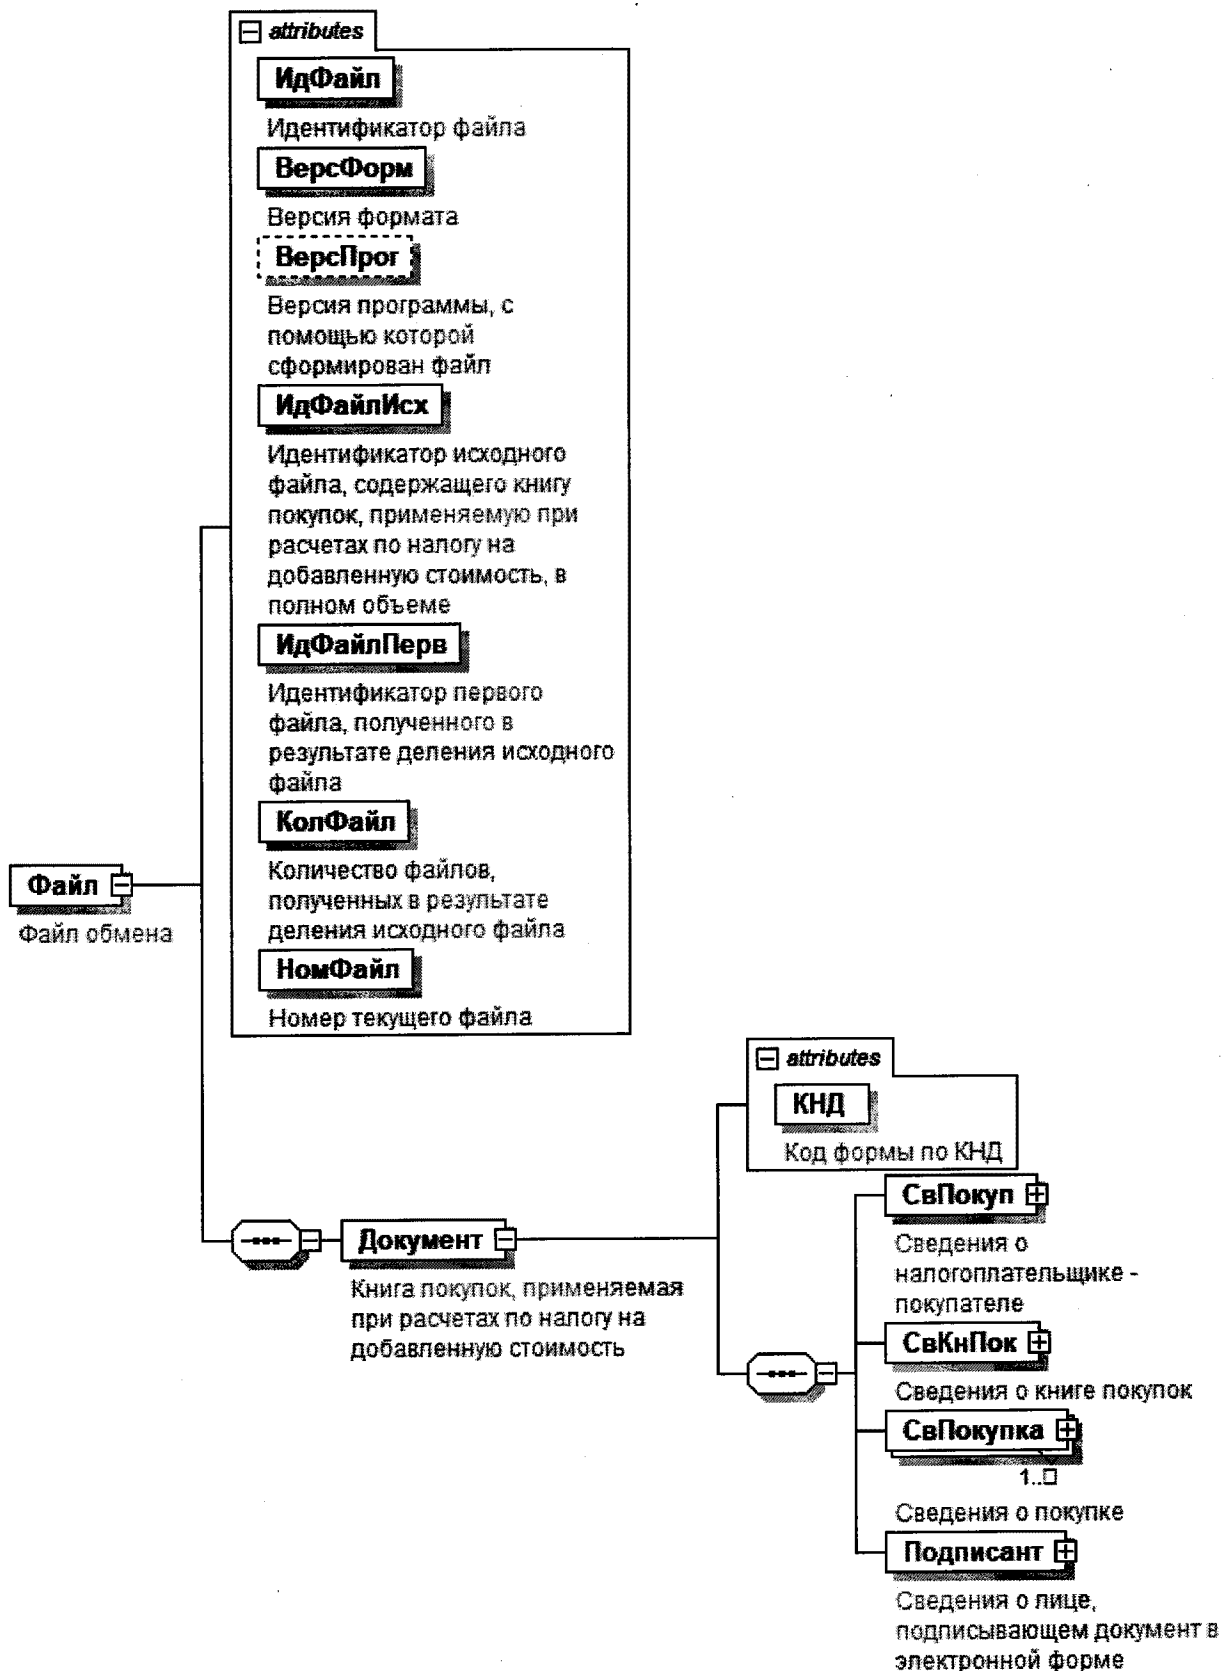 attributes
ИдФайл
Идентификатор файла
ВерсФорм
Версия формата
ВерсПрог
Версия программы, с
помощью которой
сформирован файл
ИдФайлИсх
Идентификатор исходного
файла, содержащего книгу
покупок, применяемую при
расчетах по налогу на
добавленную стоимость, в
полном объеме
ИдФайлПерв
Идентификатор первого
файла, полученного в
результате деления исходного
файла
КолФайл
Количество файлов,
полученных в результате
деления исходного файла
НомФайл
Номер текущего файла
Файл
Файл обмена
attributes
КНД
Код формы по КНД
Документ
Книга покупок, применяемая
при расчетах по налогу на
добавленную стоимость
СвПокуп
Сведения о
налогоплательщике -
покупателе
СвКнПок
Сведения о книге покупок
СвПокупка
1..□
Сведения о покупке
Подписант
Сведения о лице,
подписывающем документ в
электронной форме